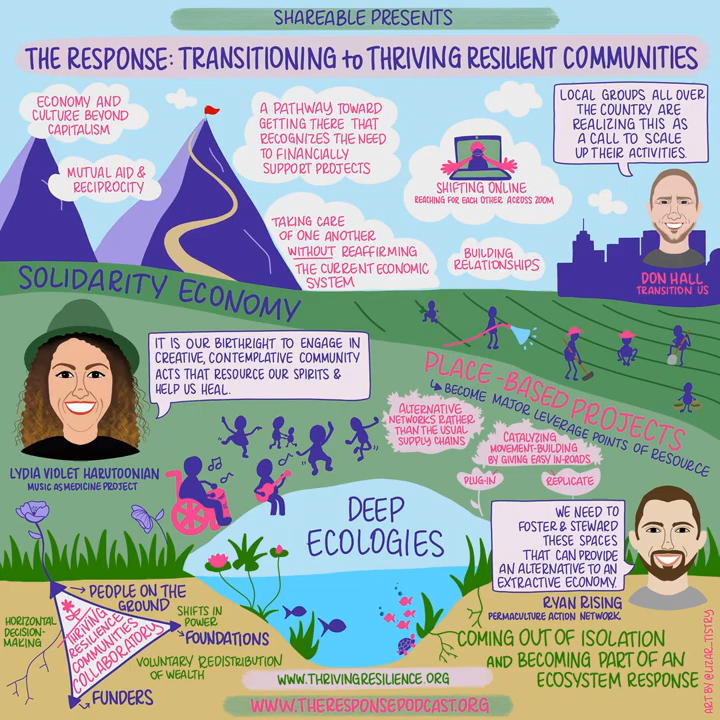 SHAREABLE PRESENTS
THE RESPONSE: TRANSITIONING to THRIVING RESILIENT COMMUNITIES
ECONOMY AND
CULTURE BEYOND
CAPITALISM
MUTUAL AID &
RECIPROCITY
A PATHWAY TOWARD
GETTING THERE THAT
RECOGNIZES THE NEED
TO FINANCIALLY
SUPPORT PROJECTS
TAKING CARE
OF ONE ANOTHER
WITHOUT REAFFIRMING
THE CURRENT ECONOMIC
SYSTEM
SHIFTING ONLINE
REACHING FOR EACH OTHER ACROSS ZOOM
BUILDING
RELATIONSHIPS
LOCAL GROUPS ALL OVER
THE COUNTRY ARE
REALIZING THIS AS
A CALL TO SCALE
UP THEIR ACTIVITIES.
DON HALL
TRANSITION US
SOLIDARITY ECONOMY
IT IS OUR BIRTHRIGHT TO ENGAGE IN
CREATIVE, CONTEMPLATIVE COMMUNITY
ACTS THAT RESOURCE OUR SPIRITS &
HELP US HEAL.
LYDIA VIOLET HARUTOONIAN
MUSIC AS MEDICINE PROJECT
PLACE-BASED PROJECTS
BECOME MAJOR LEVERAGE POINTS OF RESOURCE
ALTERNATIVE
NETWORKS RATHER
THAN THE USUAL
SUPPLY CHAINS
CATALYZING
MOVEMENT-BUILDING
BY GIVING EASY IN-ROADS
PLUG-IN
REPLICATE
DEEP
ECOLOGIES
WE NEED TO
FOSTER & STEWARD
THESE SPACES
THAT CAN PROVIDE
AN ALTERNATIVE TO AN
EXTRACTIVE ECONOMY.
RYAN RISING
PERMACULTURE ACTION NETWORK
COMING OUT OF ISOLATION
AND BECOMING PART OF AN
ECOSYSTEM RESPONSE
PEOPLE ON THE
GROUND
HORIZONTAL
DECISION-
MAKING
THRIVING
RESILIENCE
COMMUNITIES
COLLABORATORY
SHIFTS IN
POWER
FOUNDATIONS
VOLUNTARY REDISTRIBUTION
OF WEALTH
FUNDERS
WWW.THRIVINGRESILIENCE.ORG
WWW.THERESPONSEPODCAST.ORG
ART BY @LIZAR_TISTRY